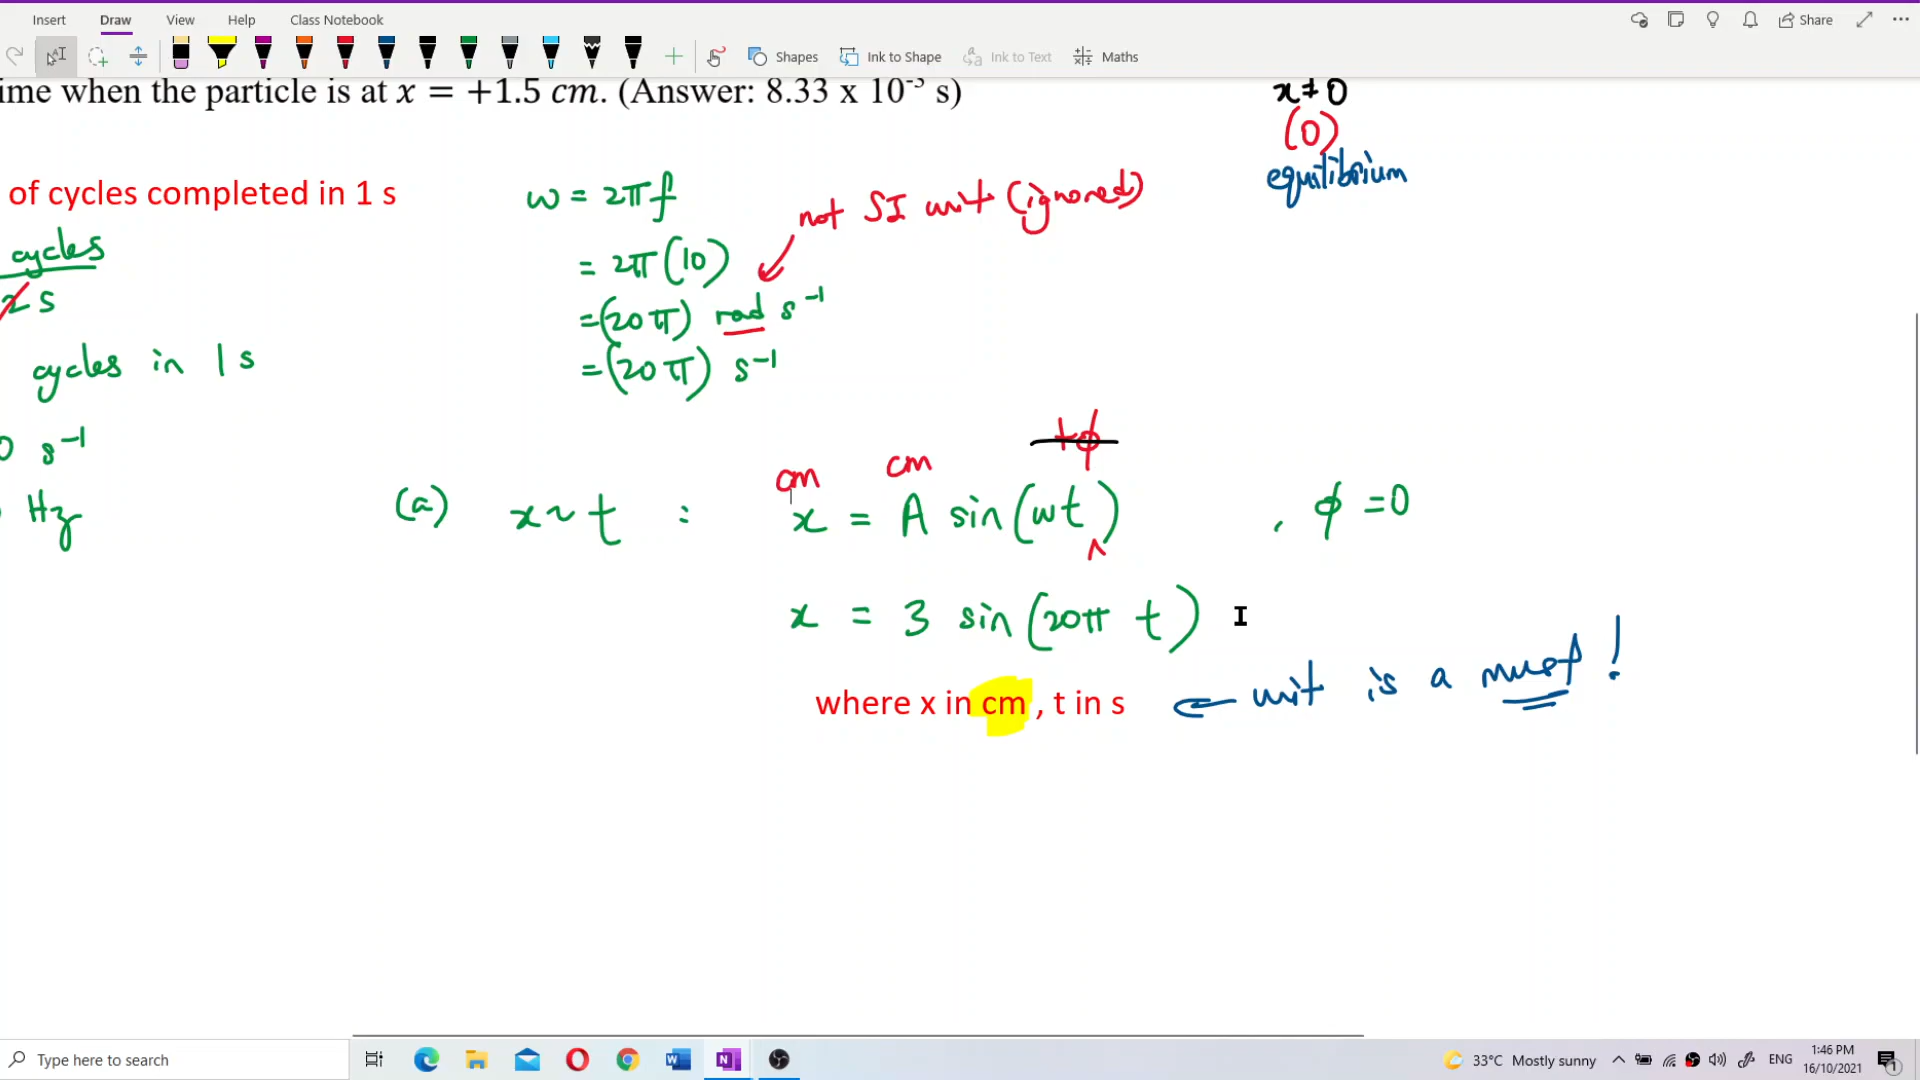 Insert Draw View Help Class Notebook Share
Shapes Ink to Shape Ink to Text Maths
ime when the particle is at x = +1.5 cm. (Answer: 8.33 x 10⁻³ s)
x = 0
(0)
equilibrium
of cycles completed in 1 s
cycles
2 s
cycles in 1 s
0 s⁻¹
Hz
ω = 2πf
= 2π(10)
= (20π) rad s⁻¹
= (20π) s⁻¹
not SI unit (ignored)
+φ
cm cm
(a) x ~ t : x = A sin(ωt) , φ = 0
x = 3 sin(20π t)
where x in cm , t in s
unit is a must !
Type here to search
33°C Mostly sunny ENG
1:46 PM
16/10/2021